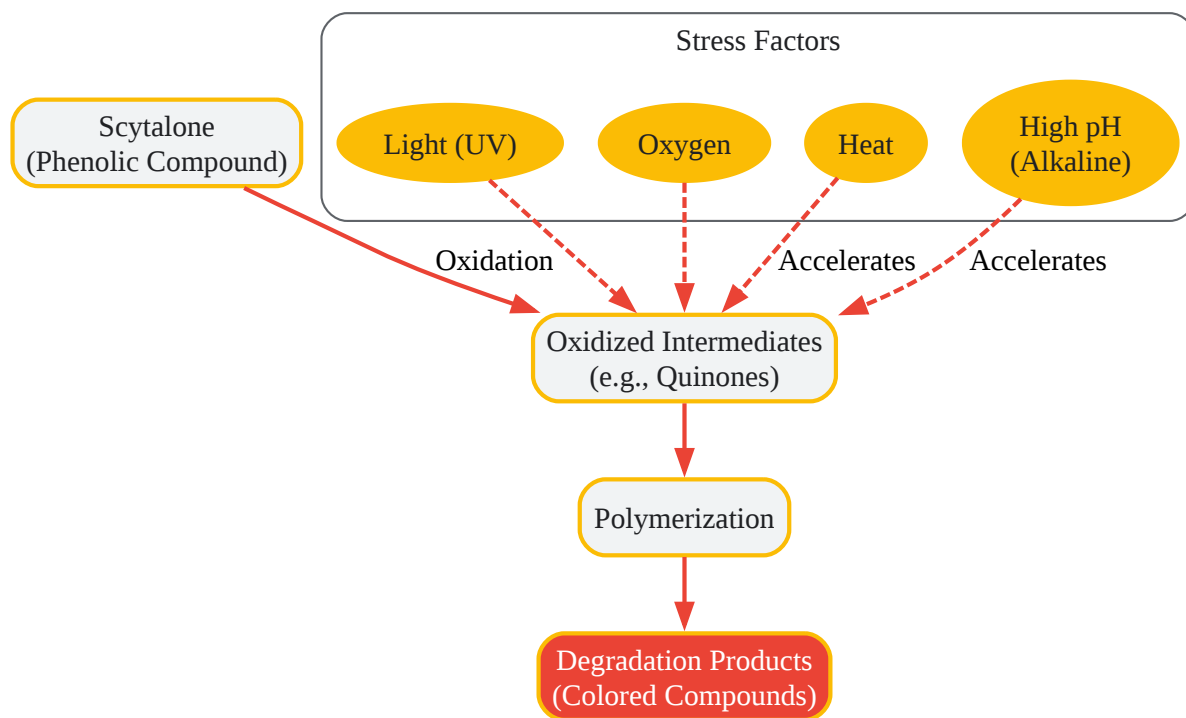 Stress Factors
Scytalone
(Phenolic Compound)
Light (UV)
Oxygen
Heat
High pH
(Alkaline)
Oxidation
Accelerates
Accelerates
Oxidized Intermediates
(e.g., Quinones)
Polymerization
Degradation Products
(Colored Compounds)